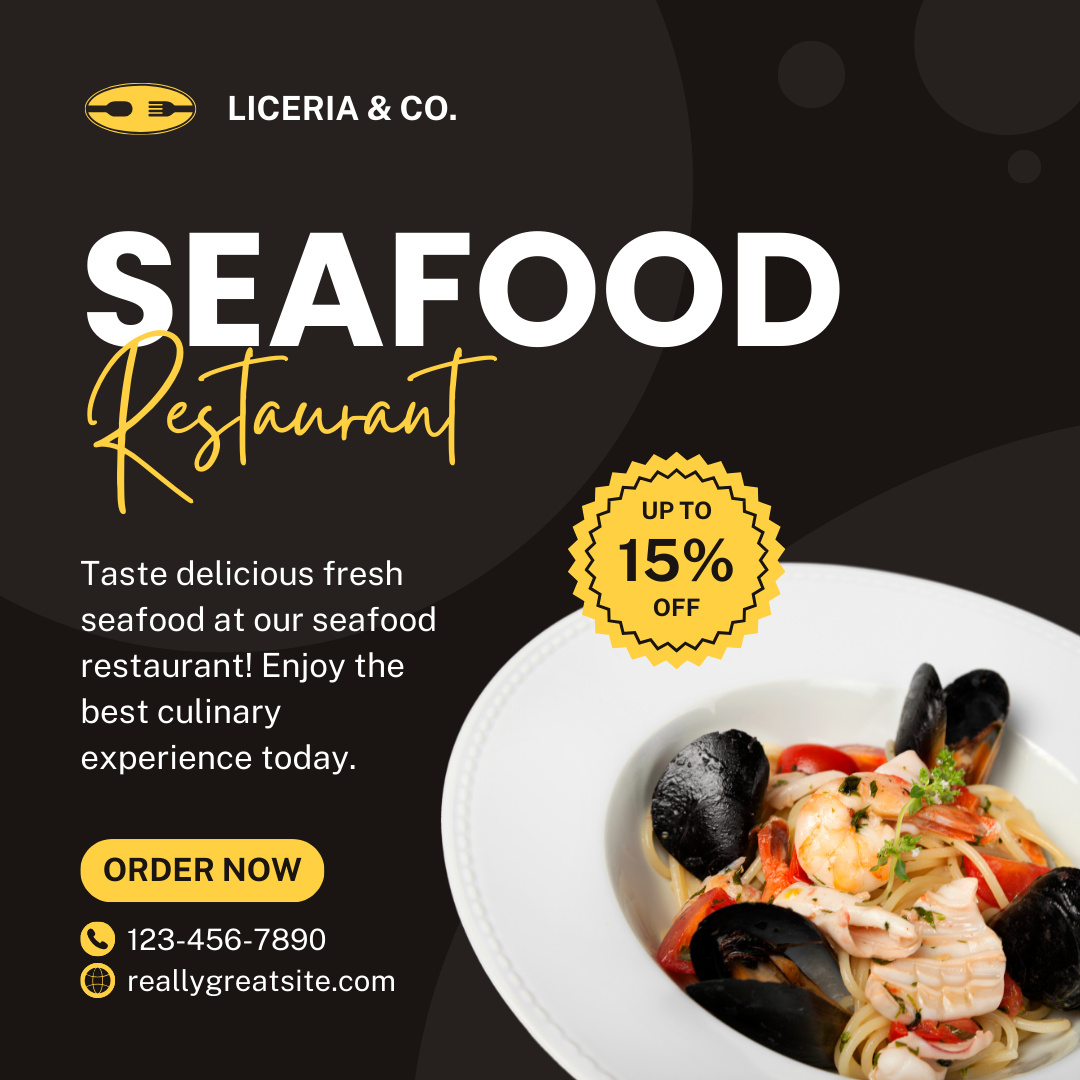 LICERIA & CO.
SEAFOOD
Restaurant
UP TO
15%
OFF
Taste delicious fresh
seafood at our seafood
restaurant! Enjoy the
best culinary
experience today.
ORDER NOW
123-456-7890
reallygreatsite.com